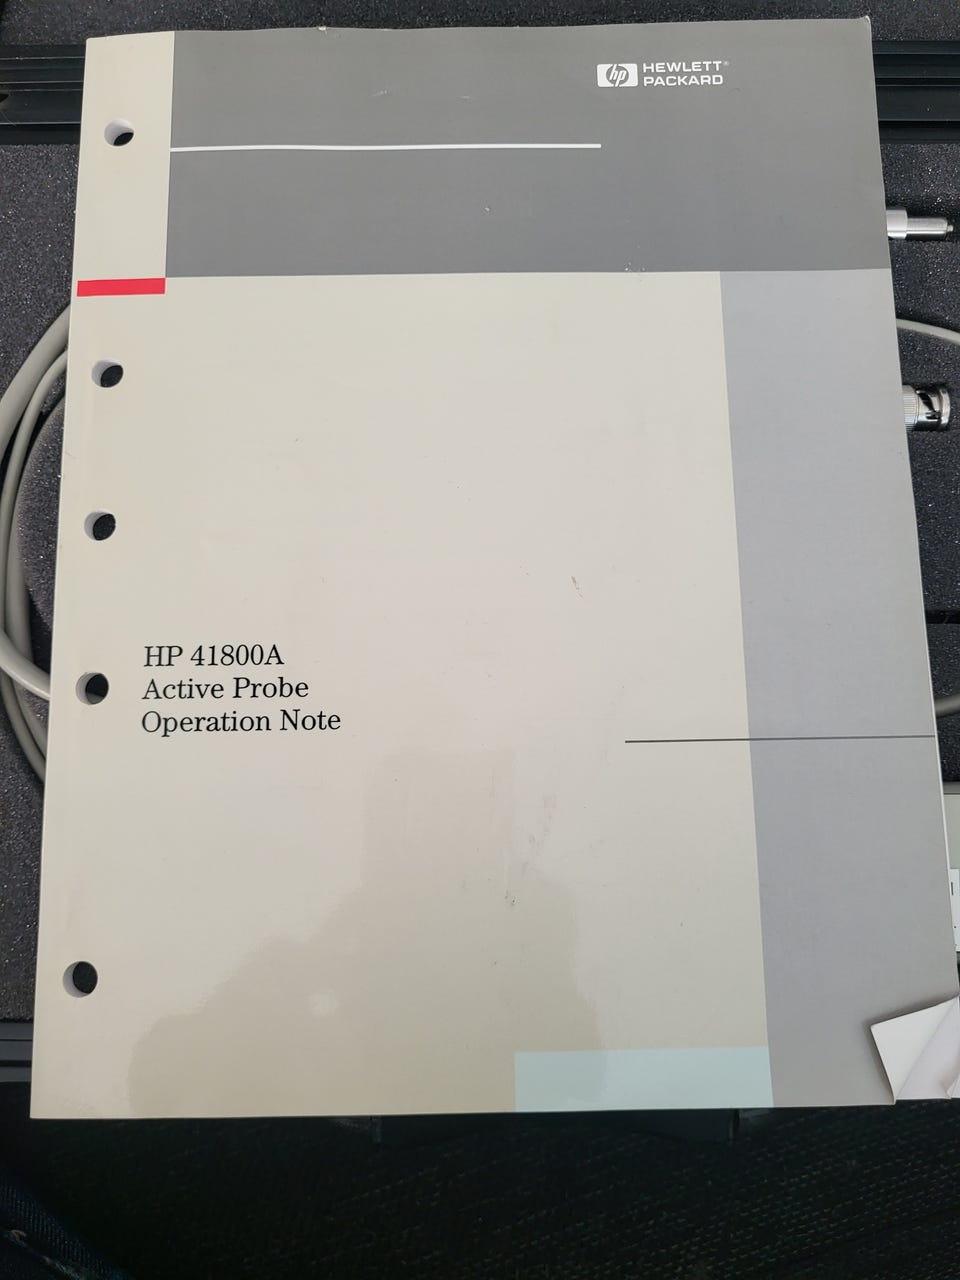 hp HEWLETT®
PACKARD
HP 41800A
Active Probe
Operation Note